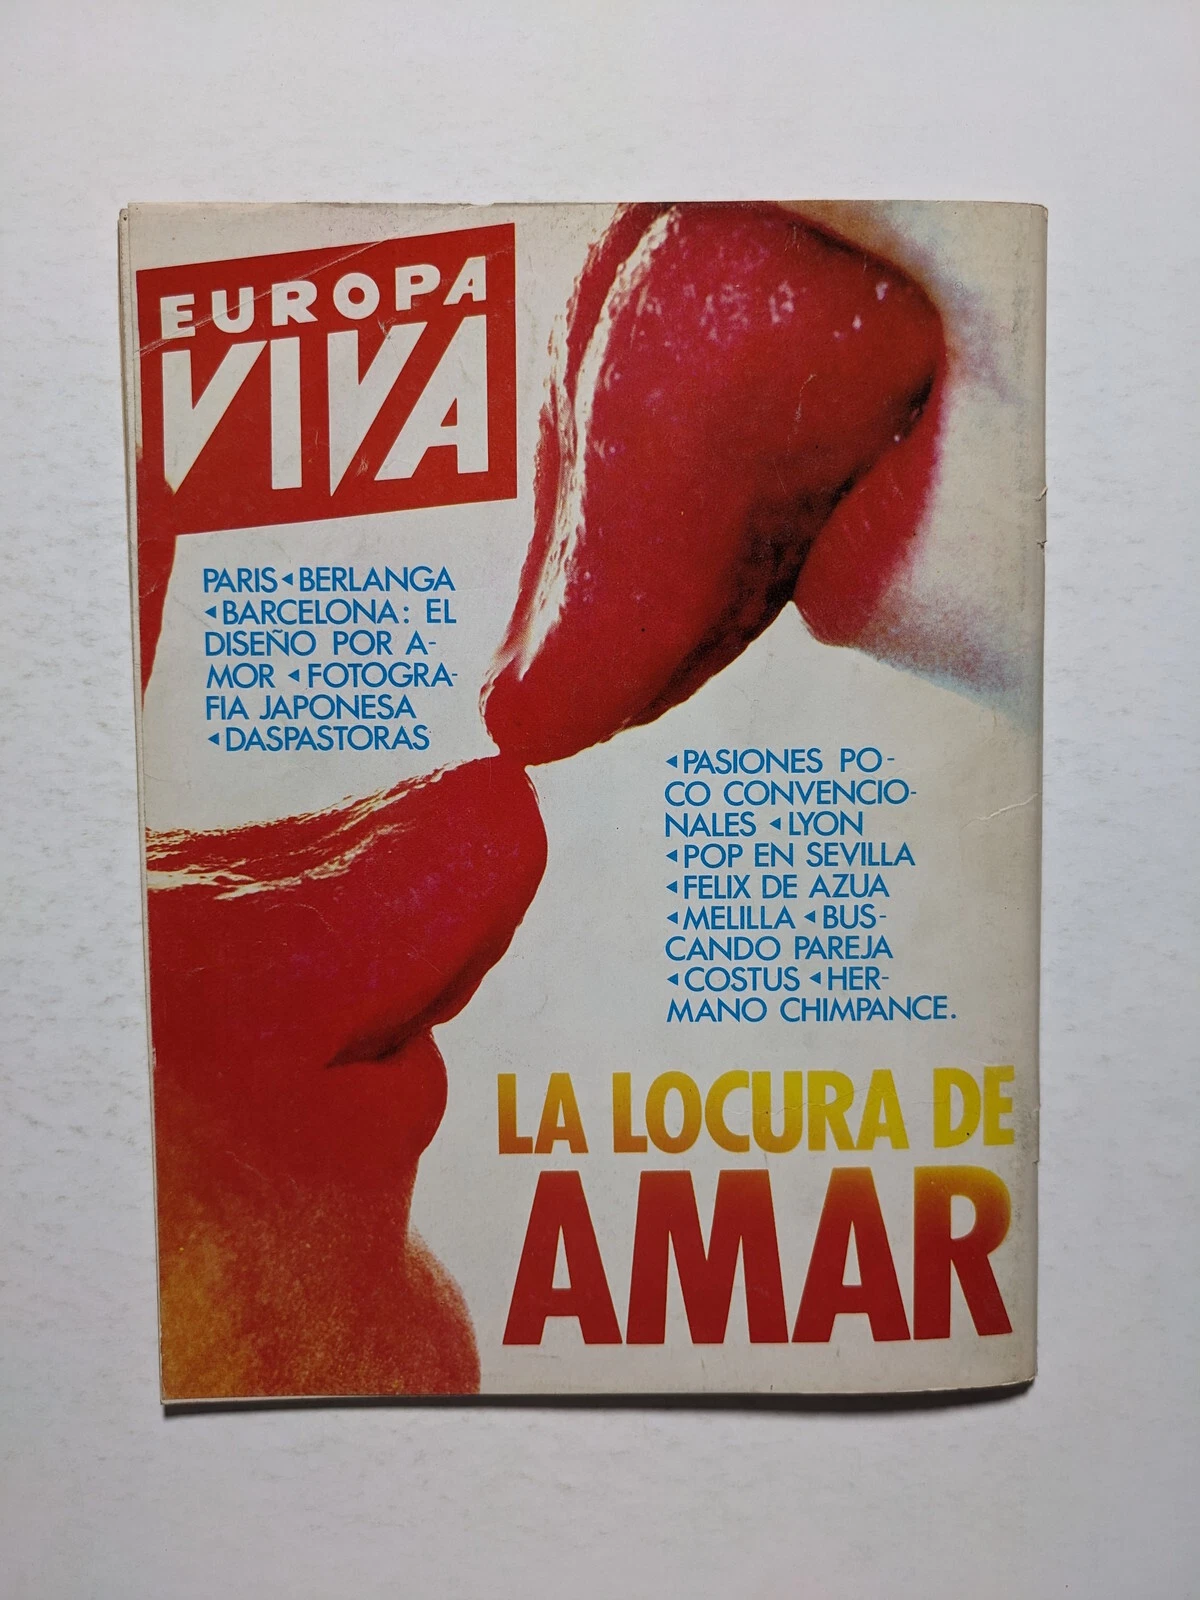 EUROPA
VIVA
PARIS ◂ BERLANGA
◂ BARCELONA: EL
DISEÑO POR A-
MOR ◂ FOTOGRA-
FIA JAPONESA
◂ DASPASTORAS
◂ PASIONES PO-
CO CONVENCIO-
NALES ◂ LYON
◂ POP EN SEVILLA
◂ FELIX DE AZUA
◂ MELILLA ◂ BUS-
CANDO PAREJA
◂ COSTUS ◂ HER-
MANO CHIMPANCE.
LA LOCURA DE
AMAR